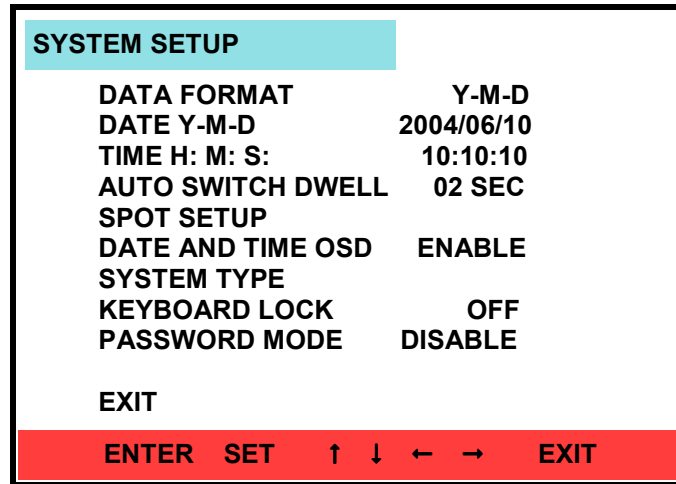 SYSTEM SETUP
DATA FORMAT Y-M-D
DATE Y-M-D 2004/06/10
TIME H: M: S: 10:10:10
AUTO SWITCH DWELL 02 SEC
SPOT SETUP
DATE AND TIME OSD ENABLE
SYSTEM TYPE
KEYBOARD LOCK OFF
PASSWORD MODE DISABLE
EXIT
ENTER SET ↑ ↓ ← → EXIT